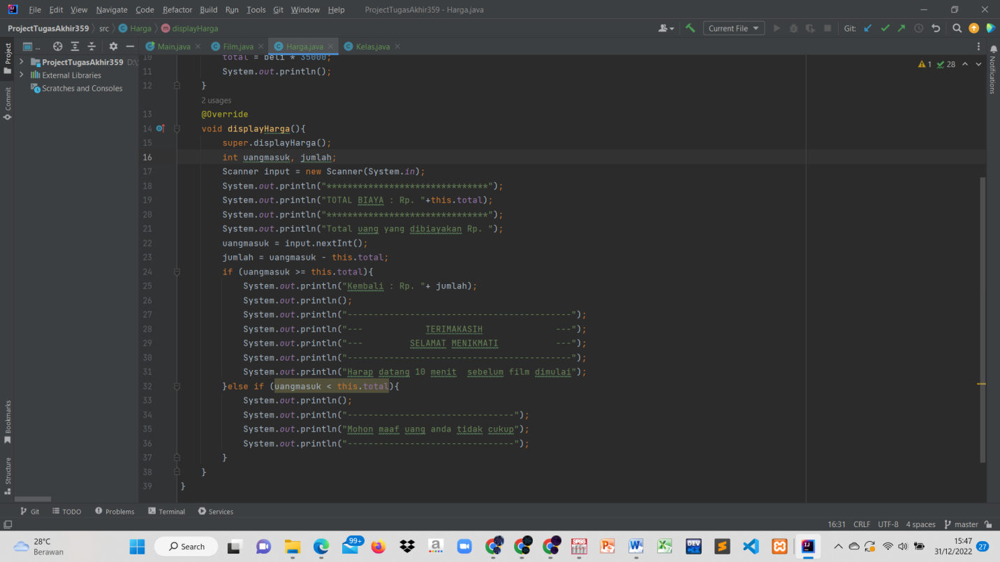 File Edit View Navigate Code Refactor Build Run Tools Git Window Help ProjectTugasAkhir359 - Harga.java
ProjectTugasAkhir359 src Harga displayHarga Current File Git:
Project
Commit
Bookmarks
Structure
... Main.java Film.java Harga.java Kelas.java
ProjectTugasAkhir359 D:\
External Libraries
Scratches and Consoles
1 28
Notifications
10 total = beli * 35000;
11 System.out.println();
12 }
2 usages
13 @Override
14 void displayHarga(){
15 super.displayHarga();
16 int uangmasuk, jumlah;
17 Scanner input = new Scanner(System.in);
18 System.out.println("*******************************");
19 System.out.println("TOTAL BIAYA : Rp. "+this.total);
20 System.out.println("*******************************");
21 System.out.println("Total uang yang dibiayakan Rp. ");
22 uangmasuk = input.nextInt();
23 jumlah = uangmasuk - this.total;
24 if (uangmasuk >= this.total){
25 System.out.println("Kembali : Rp. "+ jumlah);
26 System.out.println();
27 System.out.println("-------------------------------------------");
28 System.out.println("---            TERIMAKASIH              ---");
29 System.out.println("---         SELAMAT MENIKMATI           ---");
30 System.out.println("-------------------------------------------");
31 System.out.println("Harap datang 10 menit  sebelum film dimulai");
32 }else if (uangmasuk < this.total){
33 System.out.println();
34 System.out.println("--------------------------------");
35 System.out.println("Mohon maaf uang anda tidak cukup");
36 System.out.println("--------------------------------");
37 }
38 }
39 }
Git TODO Problems Terminal Services
16:31 CRLF UTF-8 4 spaces master
28°C
Berawan
Search
99+
15:47
31/12/2022
27